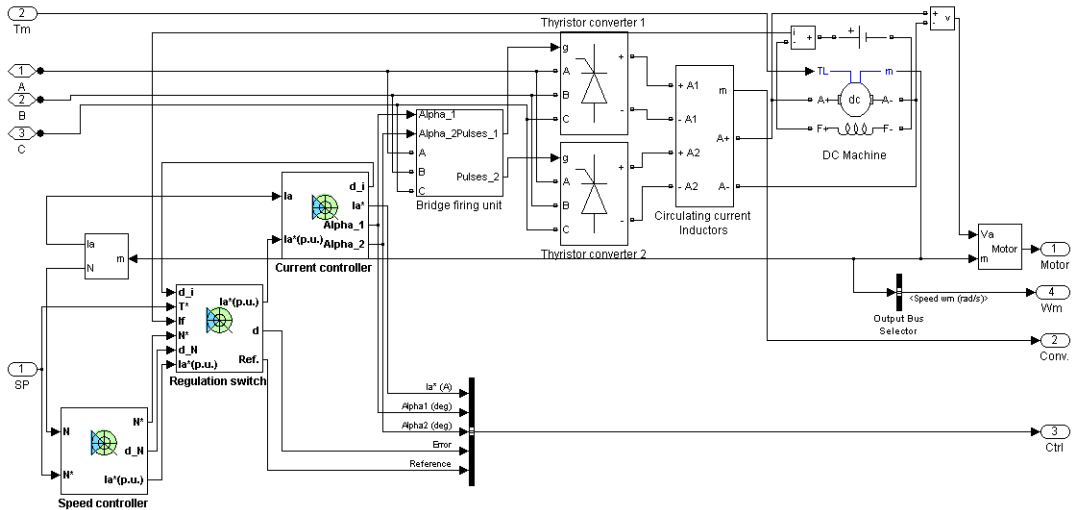 2
Tm
1
A
2
B
3
C
Thyristor converter 1
g
A
B
C
+
-
Thyristor converter 2
g
A
B
C
+
-
Alpha_1
Alpha_2
A
B
C
Pulses_1
Pulses_2
Bridge firing unit
+ A1
- A1
+ A2
- A2
m
A+
A-
Circulating current
Inductors
i
+
-
+
TL
m
A+
dc
A-
F+
F-
DC Machine
+
-
v
Va
m
Motor
1
Motor
<Speed wm (rad/s)>
Output Bus
Selector
4
Wm
2
Conv.
3
Ctrl
Ia
Ia*(p.u.)
d_i
Ia*
Alpha_1
Alpha_2
Current controller
Ia
N
m
d_i
T*
If
N*
d_N
Ia*(p.u.)
Ia*(p.u.)
d
Ref.
Regulation switch
1
SP
N
N*
N*
d_N
Ia*(p.u.)
Speed controller
Ia* (A)
Alpha1 (deg)
Alpha2 (deg)
Error
Reference